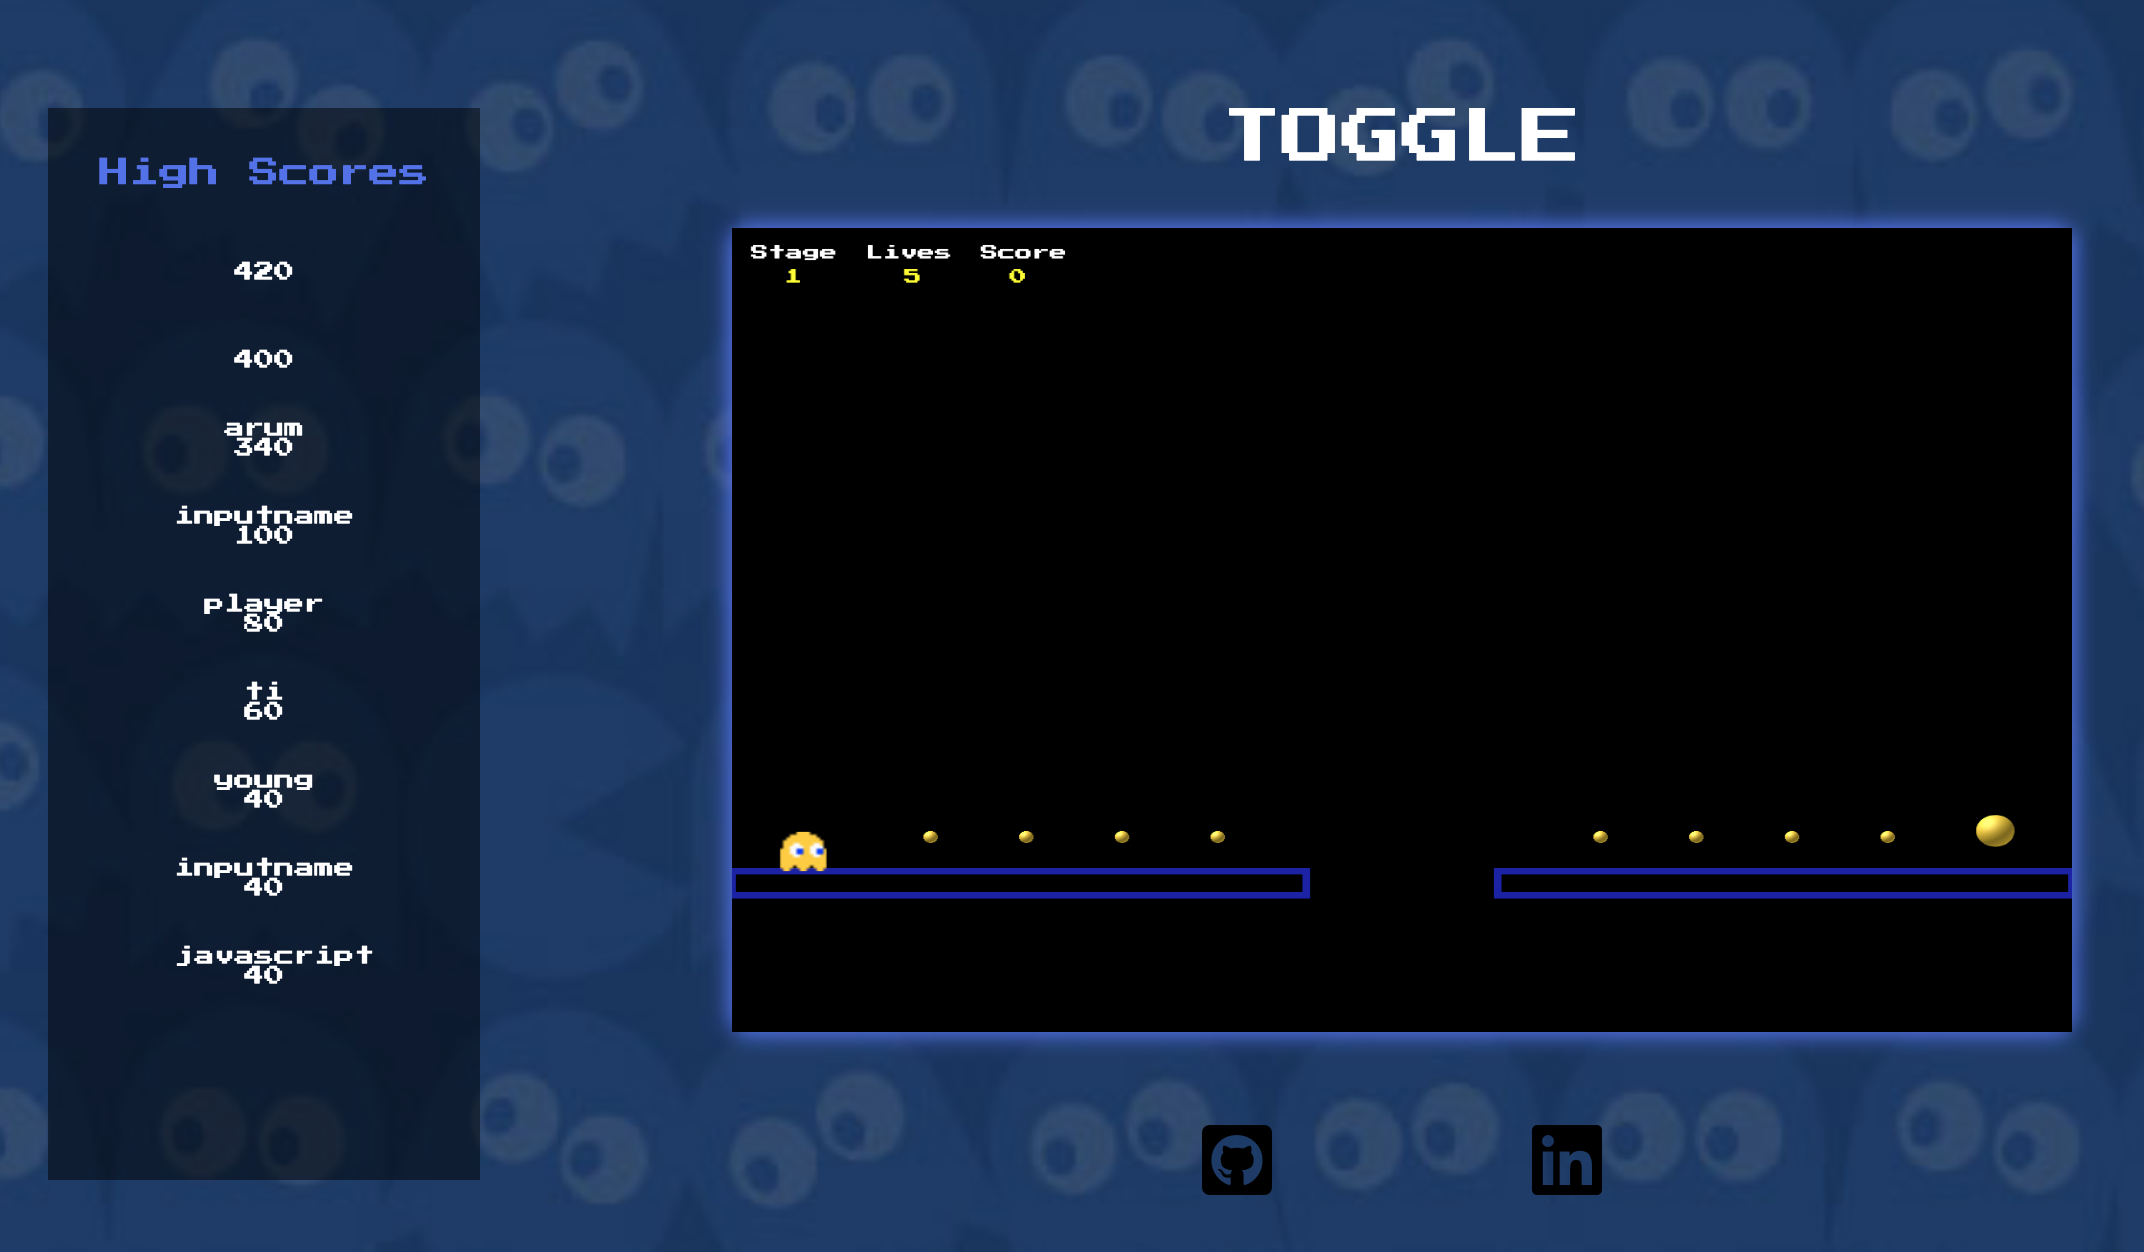 TOGGLE
High Scores
420
400
arum
340
inputname
100
player
80
ti
60
young
40
inputname
40
javascript
40
Stage Lives Score
1 5 0
in